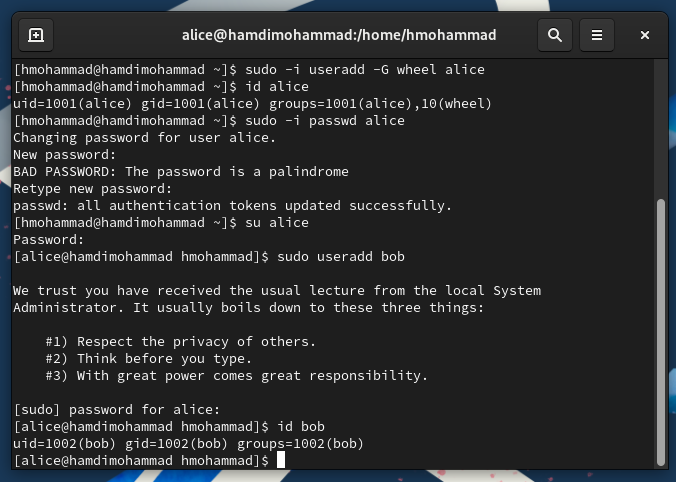 alice@hamdimohammad:/home/hmohammad
[hmohammad@hamdimohammad ~]$ sudo -i useradd -G wheel alice
[hmohammad@hamdimohammad ~]$ id alice
uid=1001(alice) gid=1001(alice) groups=1001(alice),10(wheel)
[hmohammad@hamdimohammad ~]$ sudo -i passwd alice
Changing password for user alice.
New password:
BAD PASSWORD: The password is a palindrome
Retype new password:
passwd: all authentication tokens updated successfully.
[hmohammad@hamdimohammad ~]$ su alice
Password:
[alice@hamdimohammad hmohammad]$ sudo useradd bob

We trust you have received the usual lecture from the local System
Administrator. It usually boils down to these three things:

    #1) Respect the privacy of others.
    #2) Think before you type.
    #3) With great power comes great responsibility.

[sudo] password for alice:
[alice@hamdimohammad hmohammad]$ id bob
uid=1002(bob) gid=1002(bob) groups=1002(bob)
[alice@hamdimohammad hmohammad]$